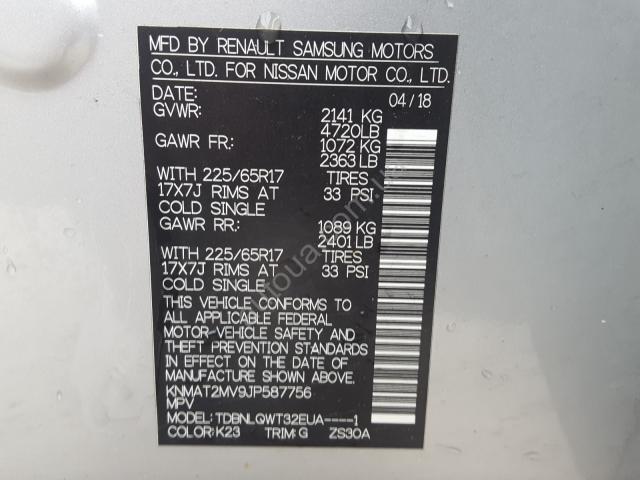 MFD BY RENAULT SAMSUNG MOTORS
CO., LTD. FOR NISSAN MOTOR CO., LTD.
DATE: 04/18
GVWR: 2141 KG
4720LB
GAWR FR: 1072 KG
2363LB
WITH 225/65R17 TIRES
17X7J RIMS AT 33 PSI
COLD SINGLE
GAWR RR: 1089 KG
2401LB
WITH 225/65R17 TIRES
17X7J RIMS AT 33 PSI
COLD SINGLE
THIS VEHICLE CONFORMS TO
ALL APPLICABLE FEDERAL
MOTOR-VEHICLE SAFETY AND
THEFT PREVENTION STANDARDS
IN EFFECT ON THE DATE OF
MANUFACTURE SHOWN ABOVE.
KNMAT2MV9JP587756
MPV
MODEL: TDBNLQWT32EUA----1
COLOR: K23 TRIM: G ZS30A